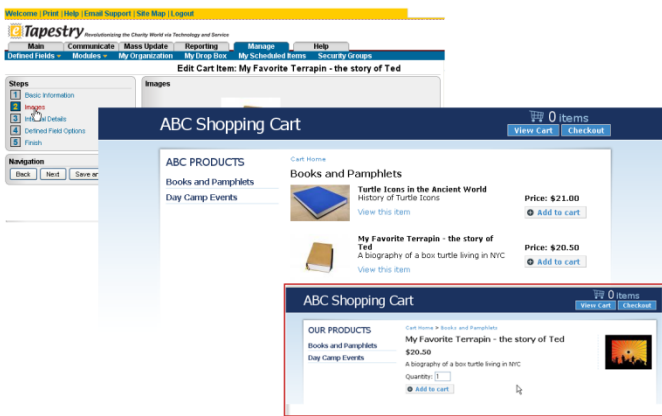 Welcome | Print | Help | Email Support | Site Map | Logout
etapestry Revolutionizing the Charity World via Technology and Service
Main Communicate Mass Update Reporting Manage Help
Defined Fields Modules My Organization My Drop Box My Scheduled Items Security Groups
Edit Cart Item: My Favorite Terrapin - the story of Ted
Steps
1 Basic Information
2 Images
3 Internal Details
4 Defined Field Options
5 Finish
Navigation
Back Next Save an
Images
ABC Shopping Cart
0 items
View Cart Checkout
ABC PRODUCTS
Books and Pamphlets
Day Camp Events
Cart Home
Books and Pamphlets
Turtle Icons in the Ancient World
History of Turtle Icons
View this item
Price: $21.00
Add to cart
My Favorite Terrapin - the story of
Ted
A biography of a box turtle living in NYC
View this item
Price: $20.50
Add to cart
ABC Shopping Cart
0 items
View Cart Checkout
OUR PRODUCTS
Books and Pamphlets
Day Camp Events
Cart Home > Books and Pamphlets
My Favorite Terrapin - the story of Ted
$20.50
A biography of a box turtle living in NYC
Quantity: 1
Add to cart